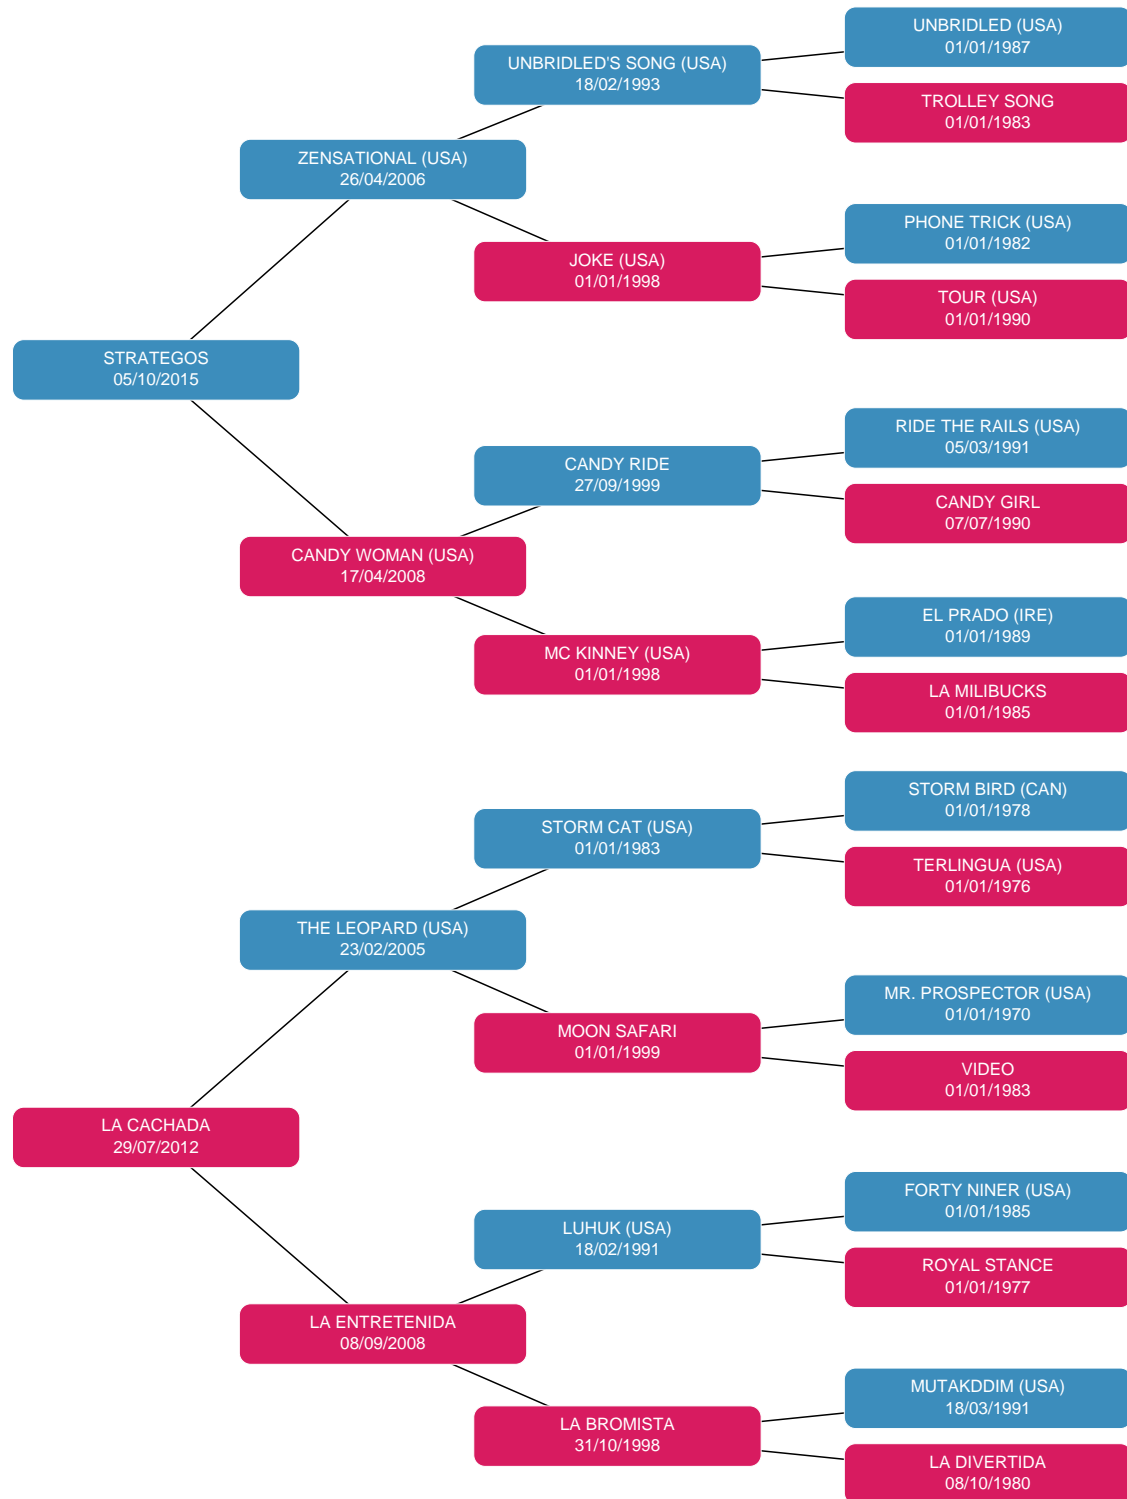 UNBRIDLED (USA)
01/01/1987
UNBRIDLED'S SONG (USA)
18/02/1993
TROLLEY SONG
01/01/1983
ZENSATIONAL (USA)
26/04/2006
PHONE TRICK (USA)
01/01/1982
JOKE (USA)
01/01/1998
TOUR (USA)
01/01/1990
STRATEGOS
05/10/2015
RIDE THE RAILS (USA)
05/03/1991
CANDY RIDE
27/09/1999
CANDY GIRL
07/07/1990
CANDY WOMAN (USA)
17/04/2008
EL PRADO (IRE)
01/01/1989
MC KINNEY (USA)
01/01/1998
LA MILIBUCKS
01/01/1985
STORM BIRD (CAN)
01/01/1978
STORM CAT (USA)
01/01/1983
TERLINGUA (USA)
01/01/1976
THE LEOPARD (USA)
23/02/2005
MR. PROSPECTOR (USA)
01/01/1970
MOON SAFARI
01/01/1999
VIDEO
01/01/1983
LA CACHADA
29/07/2012
FORTY NINER (USA)
01/01/1985
LUHUK (USA)
18/02/1991
ROYAL STANCE
01/01/1977
LA ENTRETENIDA
08/09/2008
MUTAKDDIM (USA)
18/03/1991
LA BROMISTA
31/10/1998
LA DIVERTIDA
08/10/1980